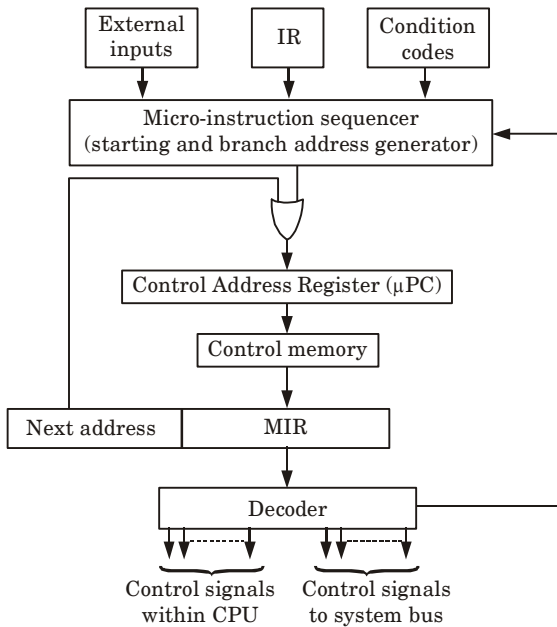 External
inputs
IR
Condition
codes
Micro-instruction sequencer
(starting and branch address generator)
Control Address Register (μPC)
Control memory
Next address
MIR
Decoder
Control signals
within CPU
Control signals
to system bus